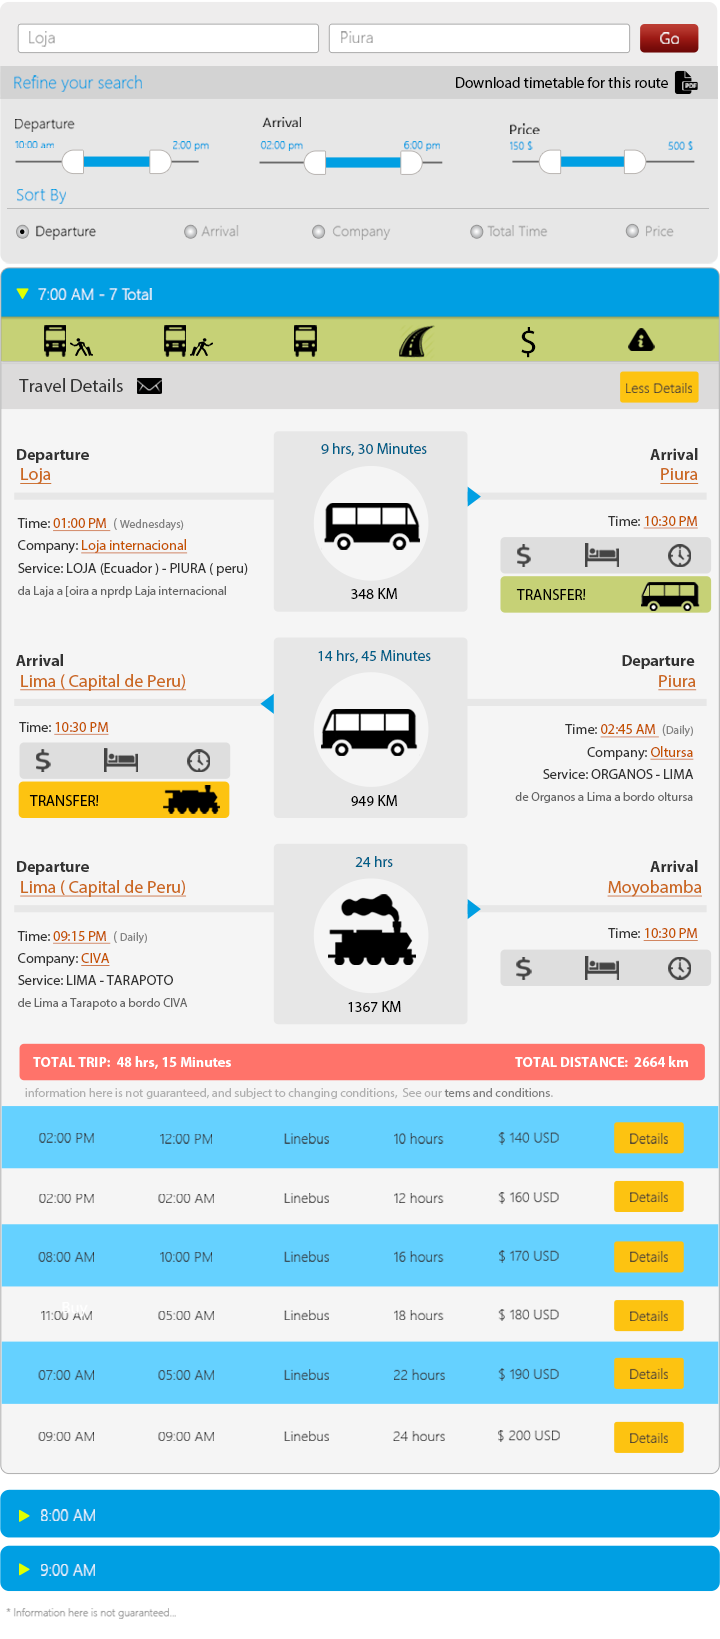 Loja Piura Go
Refine your search Download timetable for this route PDF
Departure Arrival Price
10:00 am 2:00 pm 02:00 pm 6:00 pm 150 $ 500 $
Sort By
Departure Arrival Company Total Time Price
7:00 AM - 7 Total
$
Travel Details Less Details
9 hrs, 30 Minutes
Departure Arrival
Loja Piura
Time: 01:00 PM ( Wednesdays) Time: 10:30 PM
Company: Loja internacional
$
Service: LOJA (Ecuador ) - PIURA ( peru)
da Laja a [oira a nprdp Laja internacional
348 KM TRANSFER!
14 hrs, 45 Minutes
Arrival Departure
Lima ( Capital de Peru) Piura
Time: 10:30 PM Time: 02:45 AM (Daily)
Company: Oltursa
$
Service: ORGANOS - LIMA
de Organos a Lima a bordo oltursa
TRANSFER! 949 KM
24 hrs
Departure Arrival
Lima ( Capital de Peru) Moyobamba
Time: 09:15 PM ( Daily) Time: 10:30 PM
Company: CIVA
$
Service: LIMA - TARAPOTO
de Lima a Tarapoto a bordo CIVA
1367 KM
TOTAL TRIP: 48 hrs, 15 Minutes TOTAL DISTANCE: 2664 km
information here is not guaranteed, and subject to changing conditions, See our tems and conditions.
02:00 PM 12:00 PM Linebus 10 hours $ 140 USD Details
02:00 PM 02:00 AM Linebus 12 hours $ 160 USD Details
08:00 AM 10:00 PM Linebus 16 hours $ 170 USD Details
11:00 AM 05:00 AM Linebus 18 hours $ 180 USD Details
07:00 AM 05:00 AM Linebus 22 hours $ 190 USD Details
09:00 AM 09:00 AM Linebus 24 hours $ 200 USD Details
8:00 AM
9:00 AM
* Information here is not guaranteed...